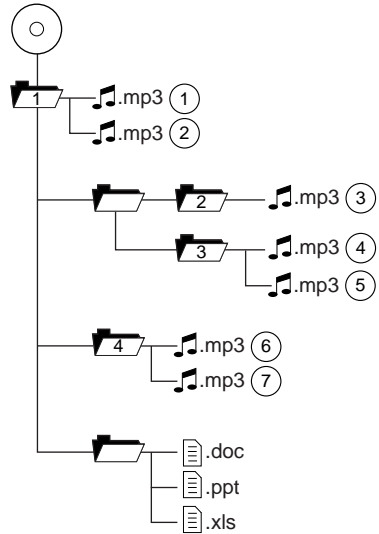 1 .mp3 1
.mp3 2
2 .mp3 3
3 .mp3 4
.mp3 5
4 .mp3 6
.mp3 7
.doc
.ppt
.xls